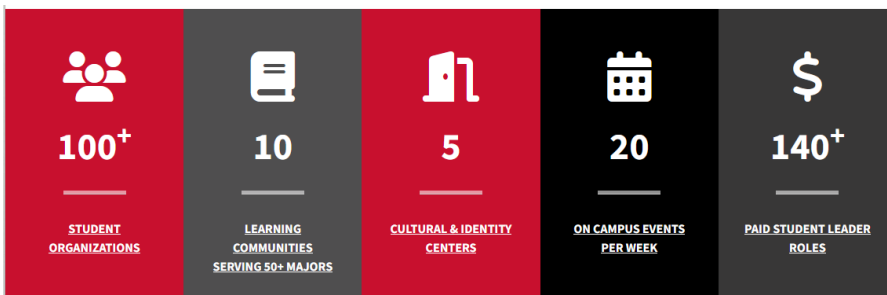 100+
STUDENT
ORGANIZATIONS
10
LEARNING
COMMUNITIES
SERVING 50+ MAJORS
5
CULTURAL & IDENTITY
CENTERS
20
ON CAMPUS EVENTS
PER WEEK
$
140+
PAID STUDENT LEADER
ROLES